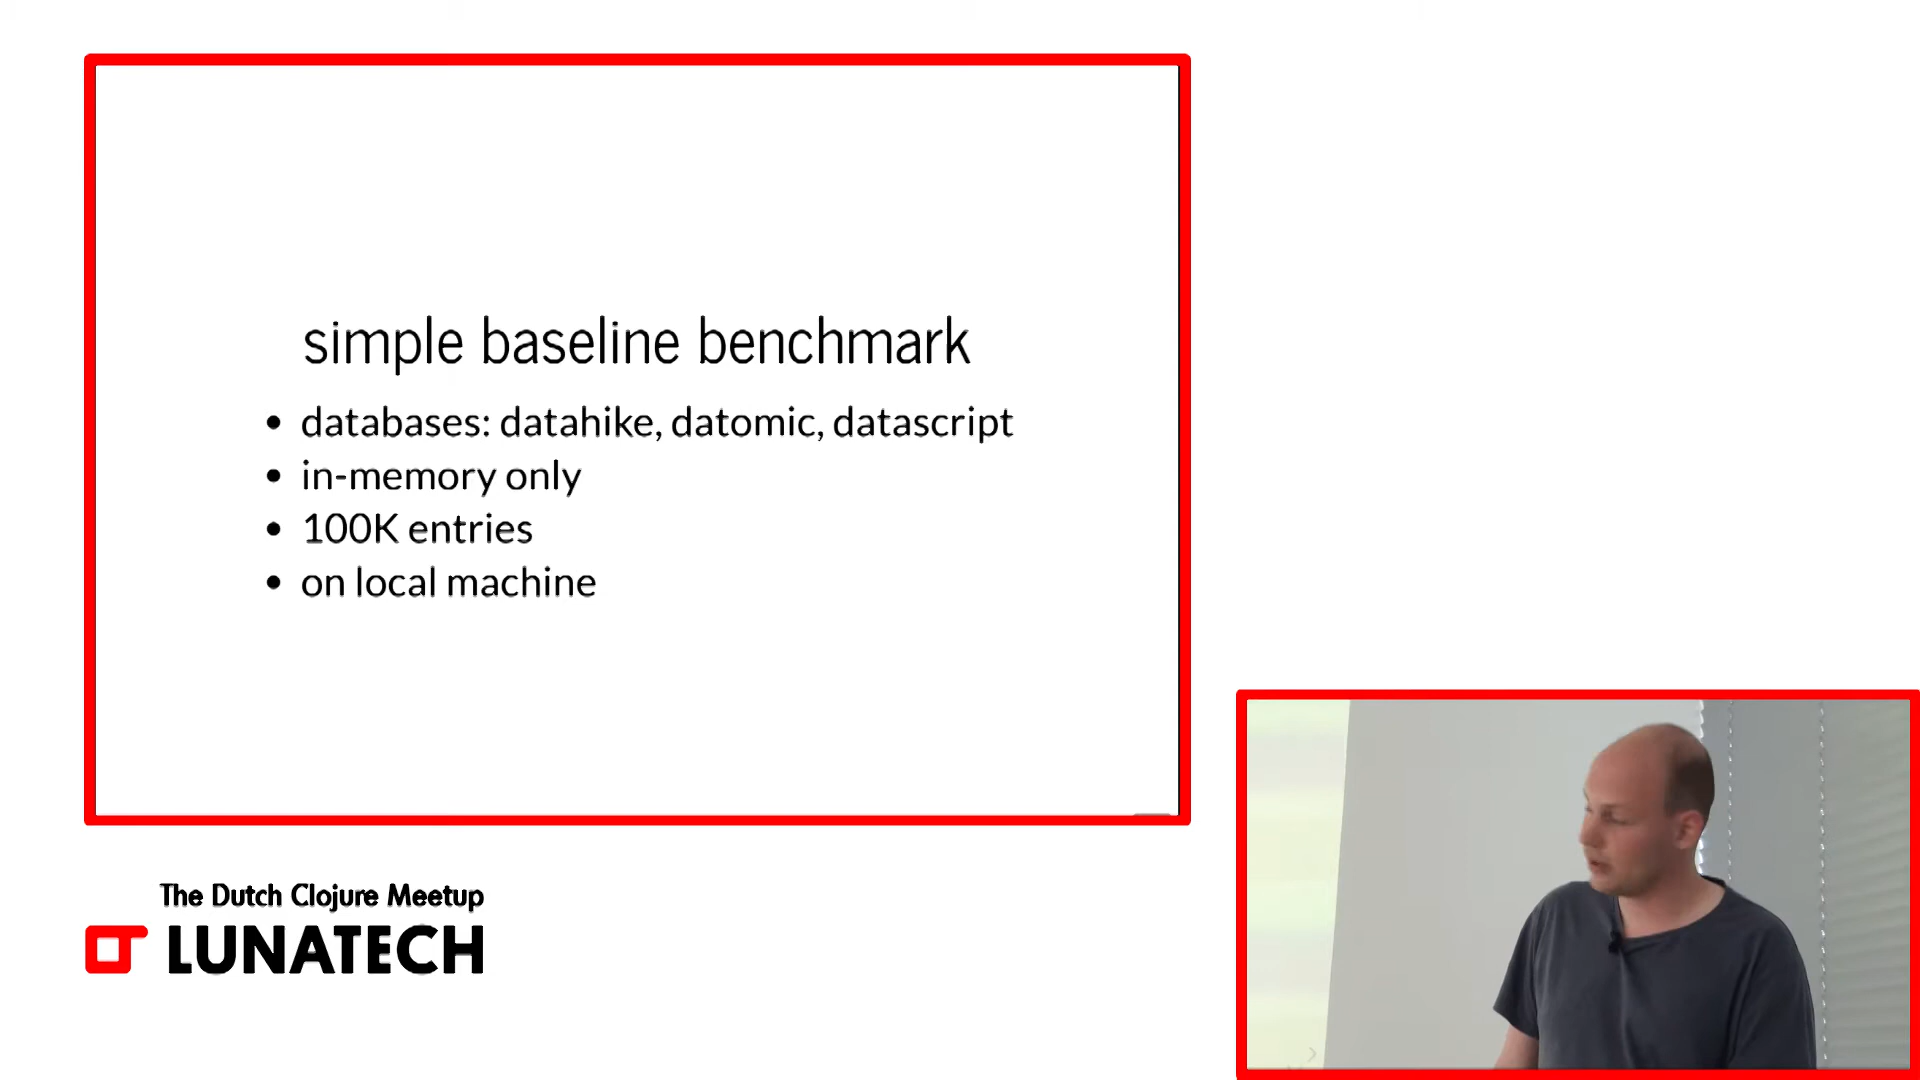 simple baseline benchmark
• databases: datahike, datomic, datascript
• in-memory only
• 100K entries
• on local machine
The Dutch Clojure Meetup
LUNATECH